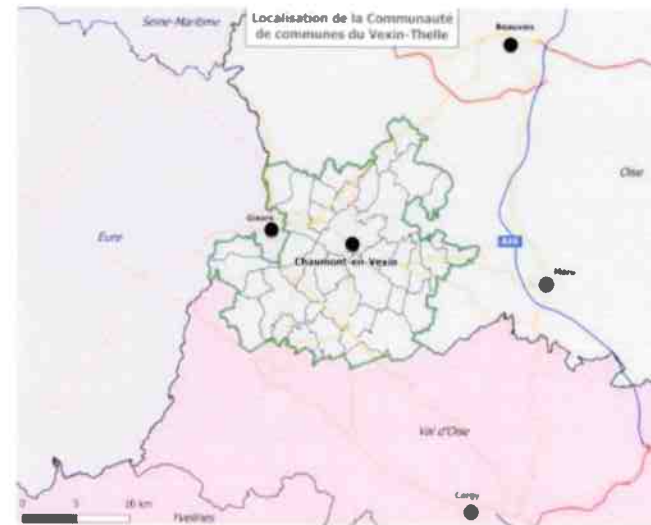 Seine-Maritime
Localisation de la Communauté
de communes du Vexin-Thelle
Beauvais
Oise
Gisors
Eure
A16
Chaumont-en-Vexin
Méru
Val d'Oise
Cergy
0 5 10 km
Yvelines